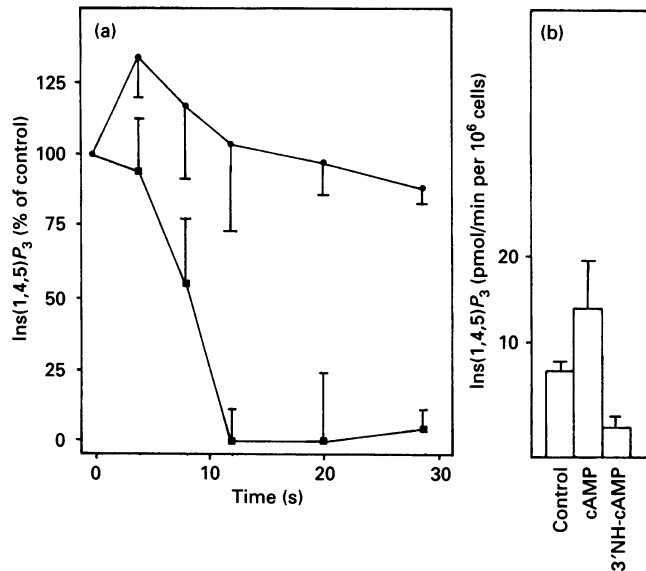 (a)
Ins(1,4,5)P3 (% of control)
125
100
75
50
25
0
0
10
20
30
Time (s)
(b)
Ins(1,4,5)P3 (pmol/min per 10^6 cells)
20
10
Control
cAMP
3′NH-cAMP